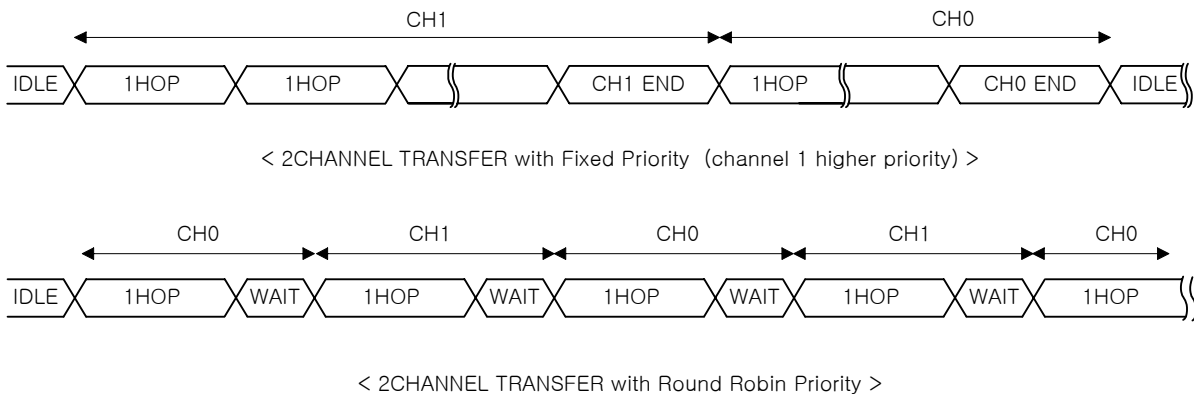 CH1 CH0
IDLE 1HOP 1HOP CH1 END 1HOP CH0 END IDLE
< 2CHANNEL TRANSFER with Fixed Priority (channel 1 higher priority) >
CH0 CH1 CH0 CH1 CH0
IDLE 1HOP WAIT 1HOP WAIT 1HOP WAIT 1HOP WAIT 1HOP
< 2CHANNEL TRANSFER with Round Robin Priority >